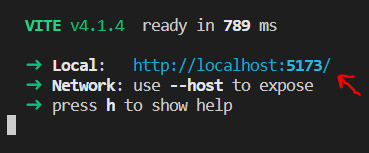 VITE v4.1.4 ready in 789 ms
➜ Local: http://localhost:5173/
➜ Network: use --host to expose
➜ press h to show help